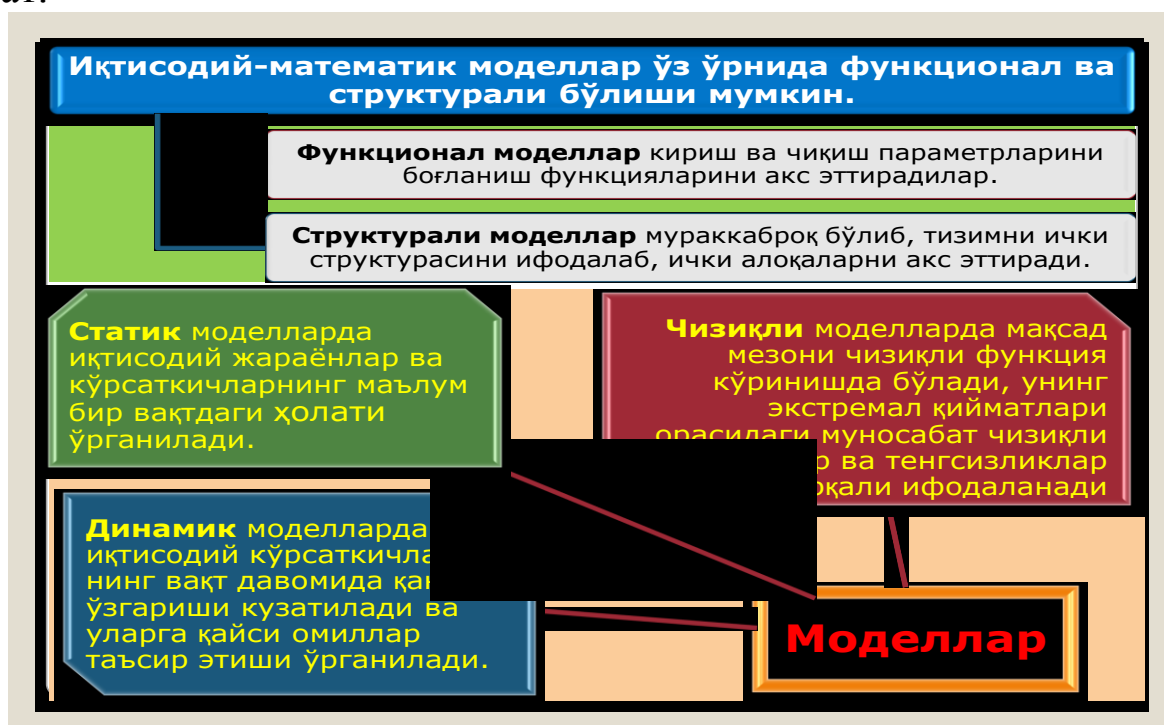 Иқтисодий-математик моделлар ўз ўрнида функционал ва
структурали бўлиши мумкин.
Функционал моделлар кириш ва чиқиш параметрларини
боғланиш функцияларини акс эттирадилар.
Структурали моделлар мураккаброқ бўлиб, тизимни ички
структурасини ифодалаб, ички алоқаларни акс эттиради.
Статик моделларда
иқтисодий жараёнлар ва
кўрсаткичларнинг маълум
бир вақтдаги ҳолати
ўрганилади.
Чизиқли моделларда мақсад
мезони чизиқли функция
кўринишда бўлади, унинг
экстремал қийматлари
орасидаги муносабат чизиқли
ва тенгсизликлар
ифодаланади
Динамик моделларда
иқтисодий
нинг вақт давомида
ўзгариши кузатилади ва
уларга қайси омиллар
таъсир этиши ўрганилади.
Моделлар